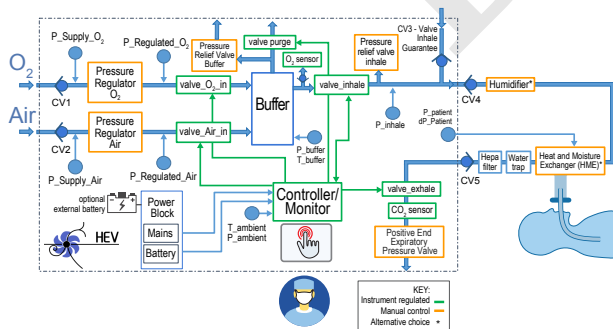 P_Supply_O2
P_Regulated_O2
Pressure
Relief Valve
Buffer
valve purge
O2 sensor
Pressure
relief valve
inhale
CV3 - Valve
Inhale
Guarantee
O2
CV1
Pressure
Regulator
O2
valve_O2_in
Buffer
valve_inhale
CV4
Humidifier*
Air
CV2
Pressure
Regulator
Air
valve_Air_in
P_inhale
P_patient
dP_Patient
P_Supply_Air
P_Regulated_Air
P_buffer
T_buffer
CV5
Hepa
filter
Water
trap
Heat and Moisture
Exchanger (HME)*
optional
external battery
Power
Block
Mains
Battery
HEV
T_ambient
P_ambient
Controller/
Monitor
valve_exhale
CO2 sensor
Positive End
Expiratory
Pressure Valve
KEY:
Instrument regulated
Manual control
Alternative choice *